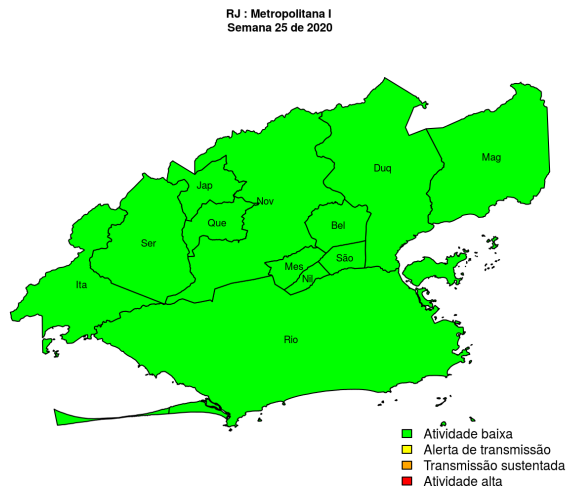 RJ : Metropolitana I
Semana 25 de 2020
Duq
Mag
Jap
Nov
Que
Bel
Ser
São
Mes
Nil
Ita
Rio
Atividade baixa
Alerta de transmissão
Transmissão sustentada
Atividade alta